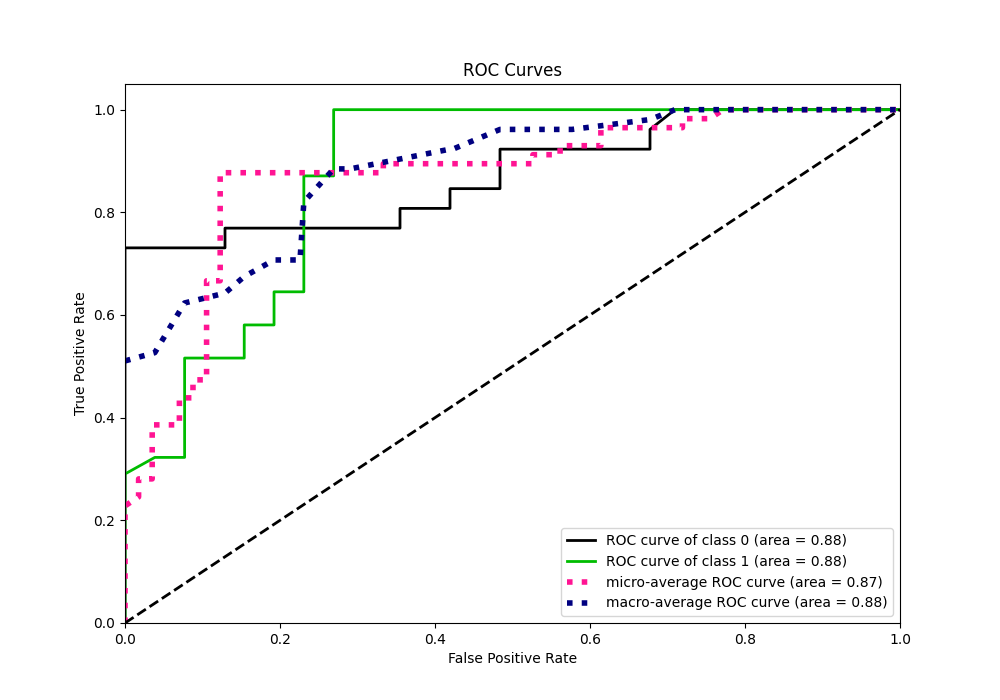 ROC Curves
True Positive Rate
1.0
0.8
0.6
0.4
0.2
0.0
0.0 0.2 0.4 0.6 0.8 1.0
False Positive Rate
ROC curve of class 0 (area = 0.88)
ROC curve of class 1 (area = 0.88)
micro-average ROC curve (area = 0.87)
macro-average ROC curve (area = 0.88)